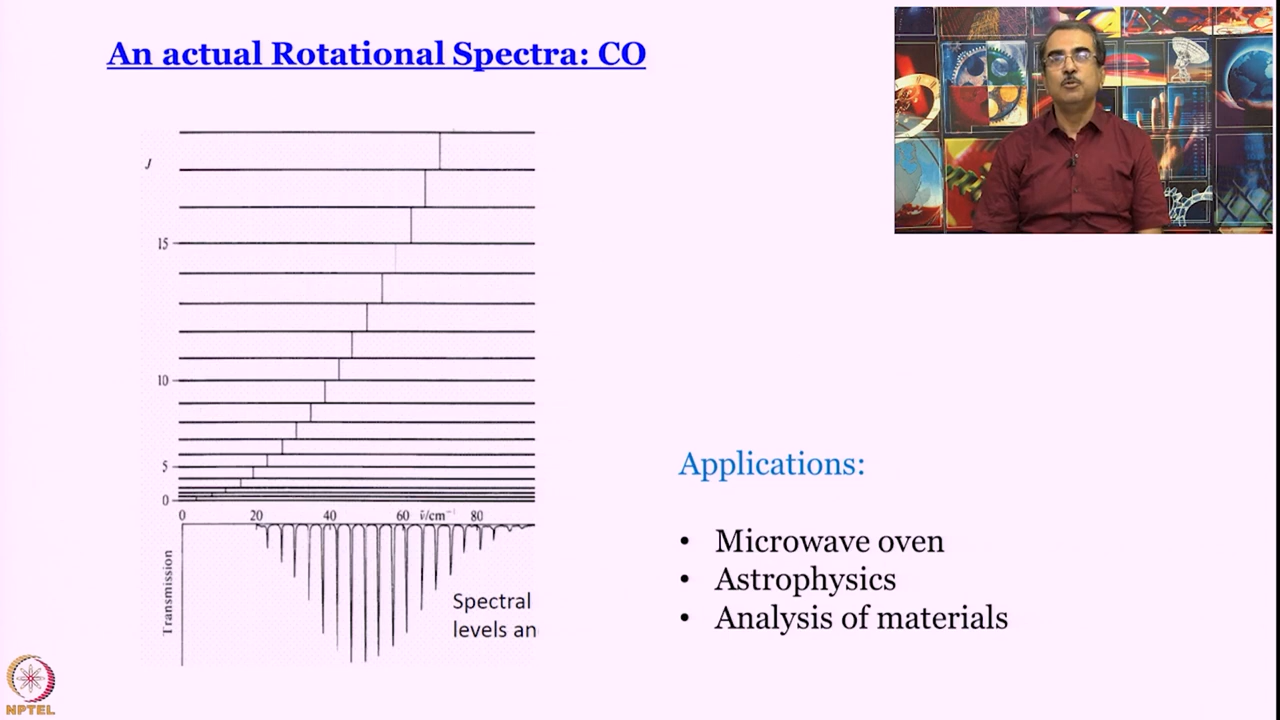 An actual Rotational Spectra: CO
J
15
10
5
0
0 20 40 60 ν̃/cm⁻¹ 80
Transmission
Spectral
levels an
Applications:
• Microwave oven
• Astrophysics
• Analysis of materials
NPTEL